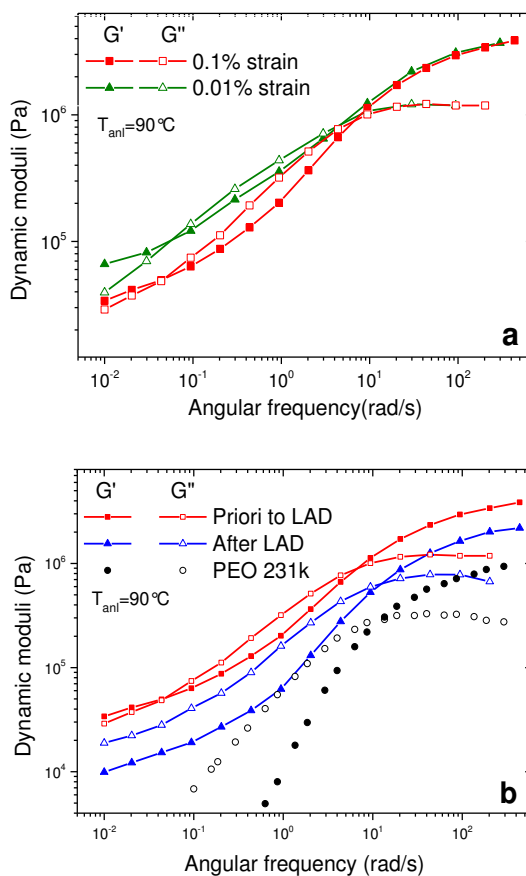 G' G"
0.1% strain
0.01% strain
T_anl=90°C
10^6
10^5
Dynamic moduli (Pa)
10^-2 10^-1 10^0 10^1 10^2
Angular frequency(rad/s)
a
G' G"
Priori to LAD
After LAD
PEO 231k
T_anl=90°C
10^6
10^5
10^4
Dynamic moduli (Pa)
10^-2 10^-1 10^0 10^1 10^2
Angular frequency (rad/s)
b